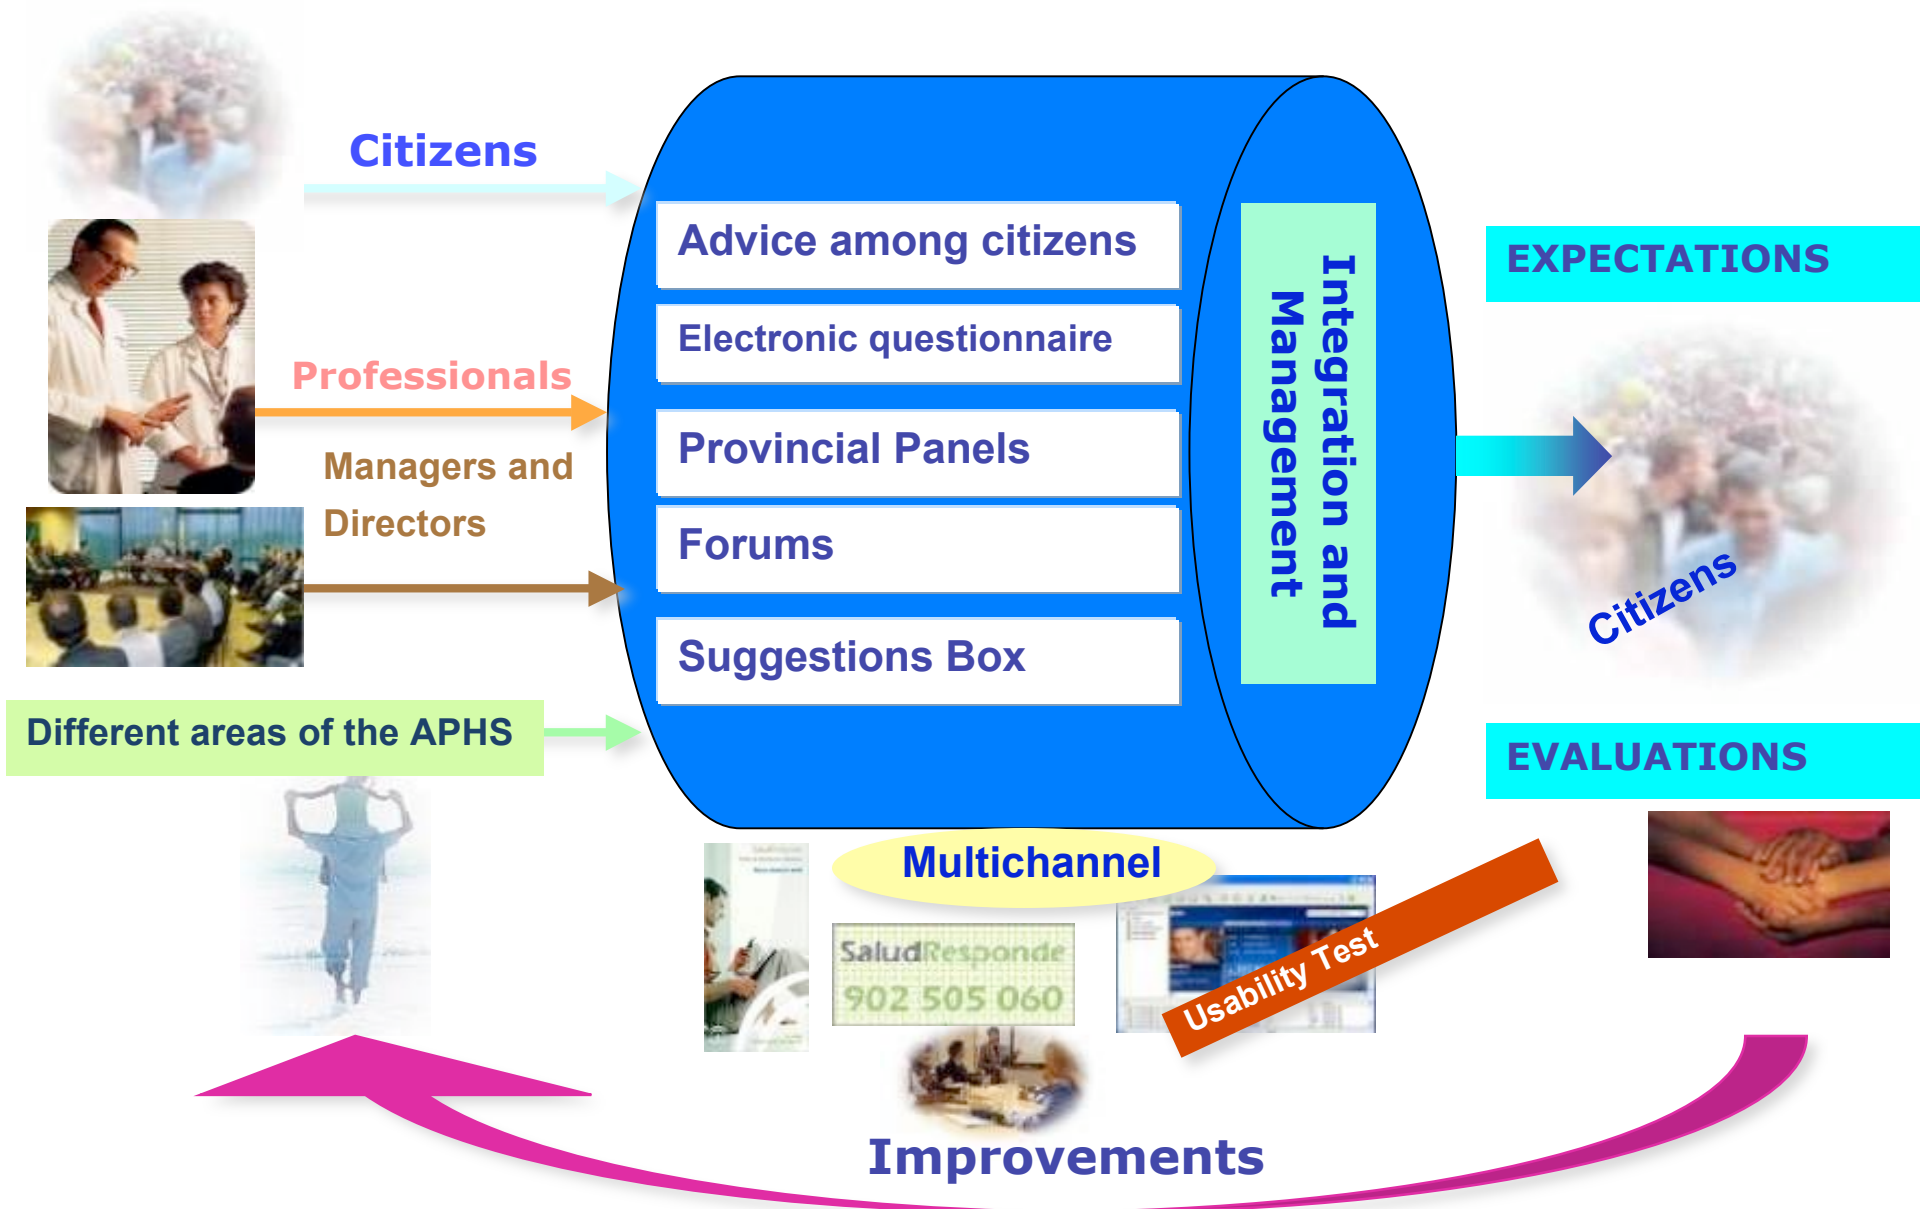 Citizens
Professionals
Managers and
Directors
Different areas of the APHS
Advice among citizens
Electronic questionnaire
Provincial Panels
Forums
Suggestions Box
Integration and
Management
EXPECTATIONS
Citizens
EVALUATIONS
Multichannel
SaludResponde
902 505 060
Usability Test
Improvements